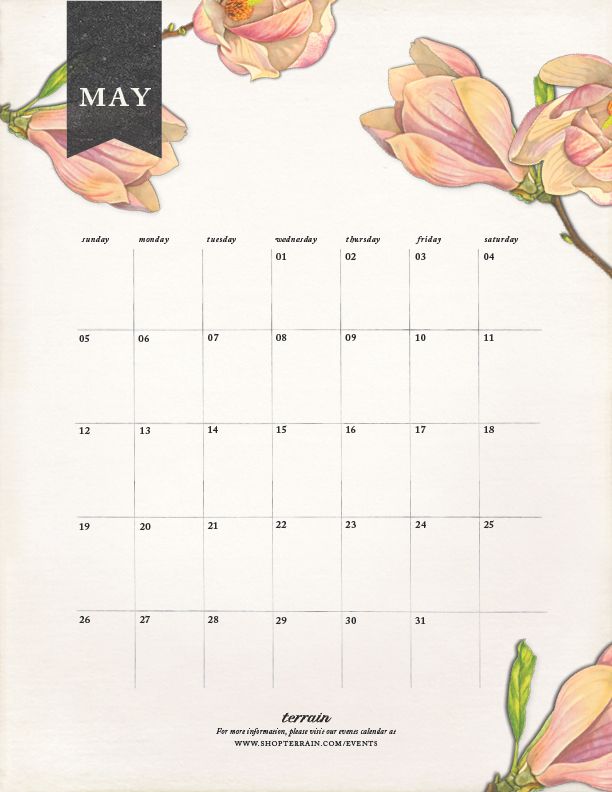 MAY
sunday monday tuesday wednesday thursday friday saturday
01 02 03 04
05 06 07 08 09 10 11
12 13 14 15 16 17 18
19 20 21 22 23 24 25
26 27 28 29 30 31
terrain
For more information, please visit our events calendar at
WWW.SHOPTERRAIN.COM/EVENTS